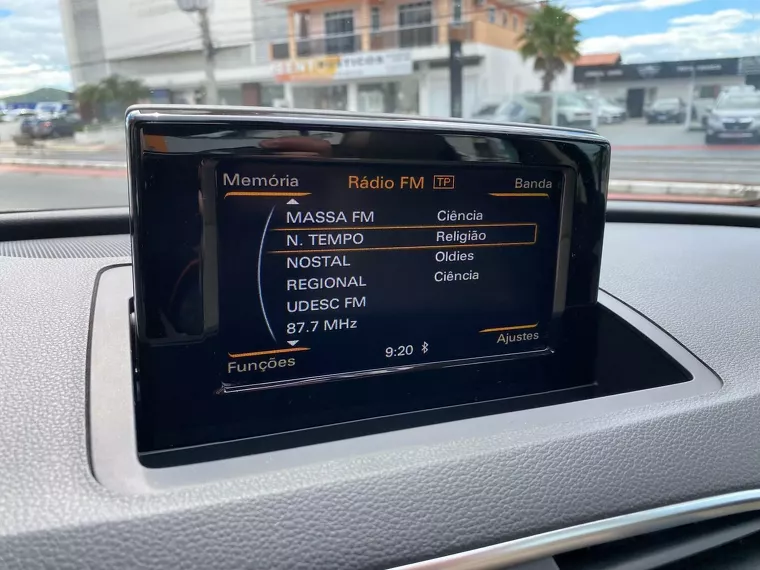 Memória Rádio FM TP Banda
MASSA FM Ciência
N. TEMPO Religião
NOSTAL Oldies
REGIONAL Ciência
UDESC FM
87.7 MHz
Funções 9:20 Ajustes